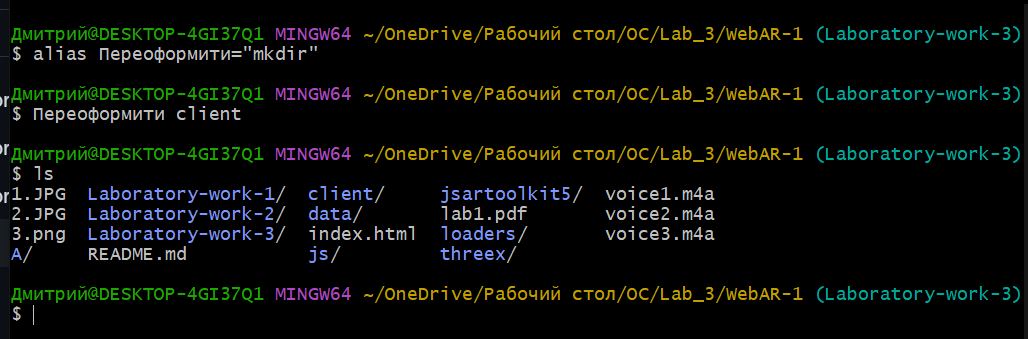 Дмитрий@DESKTOP-4GI37Q1 MINGW64 ~/OneDrive/Рабочий стол/ОС/Lab_3/WebAR-1 (Laboratory-work-3)
$ alias Переоформити="mkdir"
Дмитрий@DESKTOP-4GI37Q1 MINGW64 ~/OneDrive/Рабочий стол/ОС/Lab_3/WebAR-1 (Laboratory-work-3)
$ Переоформити client
Дмитрий@DESKTOP-4GI37Q1 MINGW64 ~/OneDrive/Рабочий стол/ОС/Lab_3/WebAR-1 (Laboratory-work-3)
$ ls
1.JPG Laboratory-work-1/ client/ jsartoolkit5/ voice1.m4a
2.JPG Laboratory-work-2/ data/ lab1.pdf voice2.m4a
3.png Laboratory-work-3/ index.html loaders/ voice3.m4a
A/ README.md js/ threex/
Дмитрий@DESKTOP-4GI37Q1 MINGW64 ~/OneDrive/Рабочий стол/ОС/Lab_3/WebAR-1 (Laboratory-work-3)
$